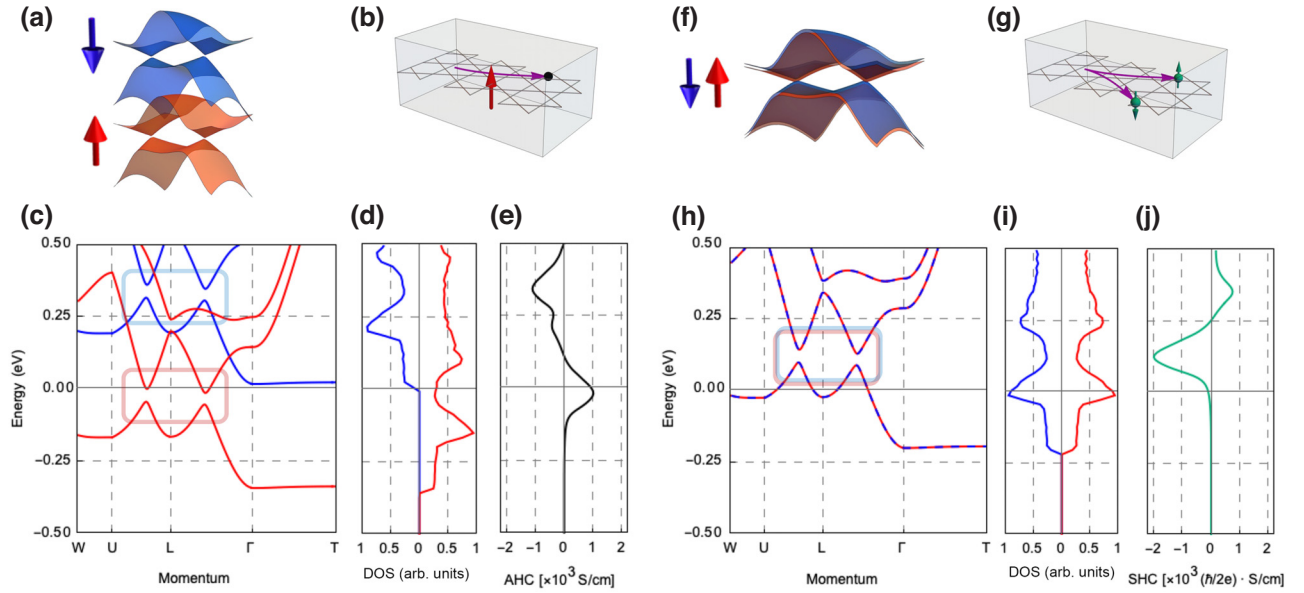 (a)
(b)
(f)
(g)
(c)
(d)
(e)
(h)
(i)
(j)
0.50
0.25
0.00
−0.25
−0.50
Energy (eV)
W U L Γ T
Momentum
1 0.5 0 0.5 1
DOS (arb. units)
−2 −1 0 1 2
AHC [×10³ S/cm]
0.50
0.25
0.00
−0.25
−0.50
Energy (eV)
W U L Γ T
Momentum
1 0.5 0 0.5 1
DOS (arb. units)
−2 −1 0 1 2
SHC [×10³ (ℏ/2e) · S/cm]